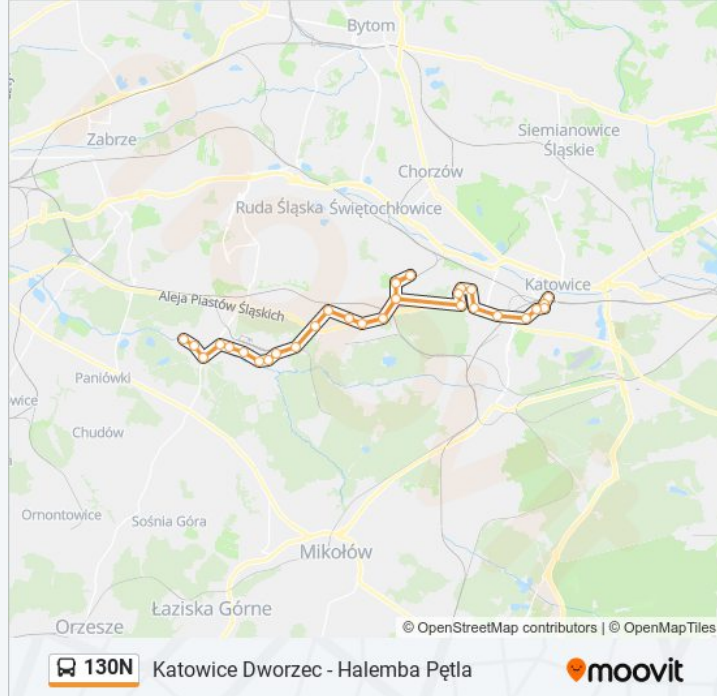 Bytom
Zabrze
Siemianowice
Śląskie
Chorzów
Ruda Śląska
Świętochłowice
Katowice
Aleja Piastów Śląskich
Paniówki
wice
Chudów
Ornontowice
Sośnia Góra
Mikołów
Łaziska Górne
Orzesze
© OpenStreetMap contributors | © OpenMapTiles
130N
Katowice Dworzec - Halemba Pętla
moovit